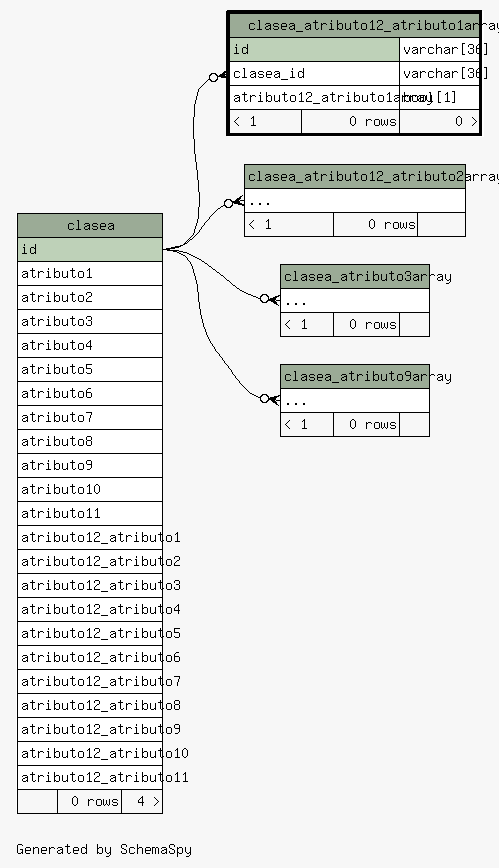 clasea_atributo12_atributo1array
id varchar[36]
clasea_id varchar[36]
atributo12_atributo1array bool[1]
< 1 0 rows 0 >
clasea_atributo12_atributo2array
...
< 1 0 rows
clasea
id
atributo1
atributo2
atributo3
atributo4
atributo5
atributo6
atributo7
atributo8
atributo9
atributo10
atributo11
atributo12_atributo1
atributo12_atributo2
atributo12_atributo3
atributo12_atributo4
atributo12_atributo5
atributo12_atributo6
atributo12_atributo7
atributo12_atributo8
atributo12_atributo9
atributo12_atributo10
atributo12_atributo11
0 rows 4 >
clasea_atributo3array
...
< 1 0 rows
clasea_atributo9array
...
< 1 0 rows
Generated by SchemaSpy